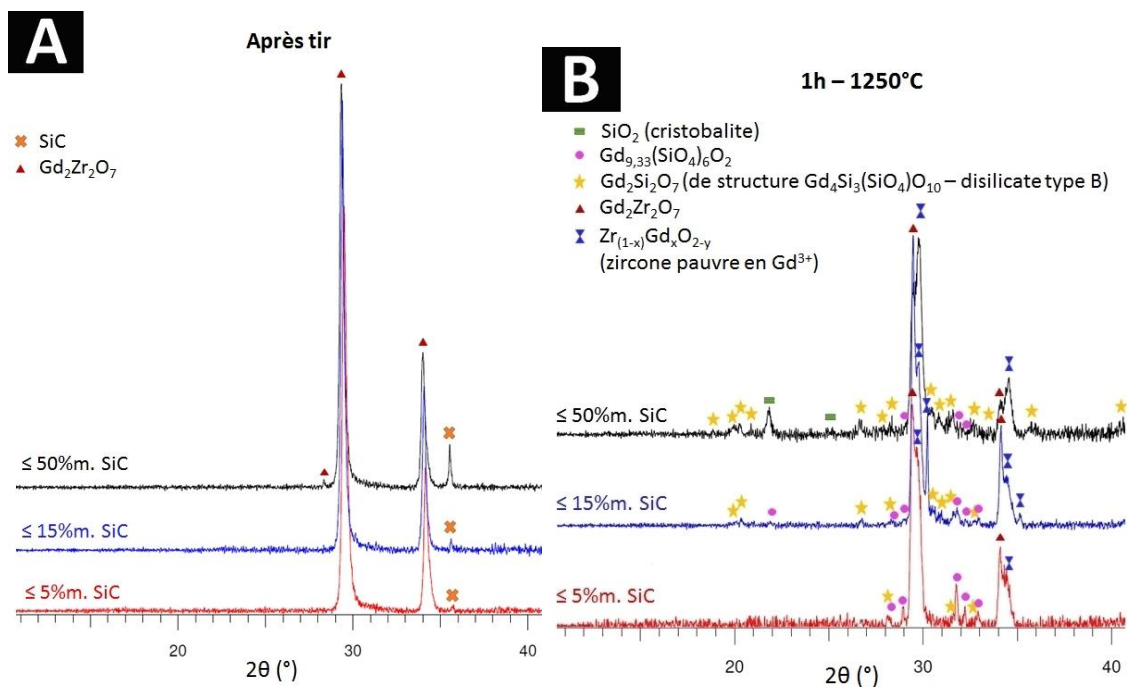 A
Après tir
SiC
Gd2Zr2O7
≤ 50%m. SiC
≤ 15%m. SiC
≤ 5%m. SiC
20
30
40
2θ (°)
B
1h – 1250°C
SiO2 (cristobalite)
Gd9,33(SiO4)6O2
Gd2Si2O7 (de structure Gd4Si3(SiO4)O10 – disilicate type B)
Gd2Zr2O7
Zr(1-x)GdxO2-y
(zircone pauvre en Gd3+)
≤ 50%m. SiC
≤ 15%m. SiC
≤ 5%m. SiC
20
30
40
2θ (°)